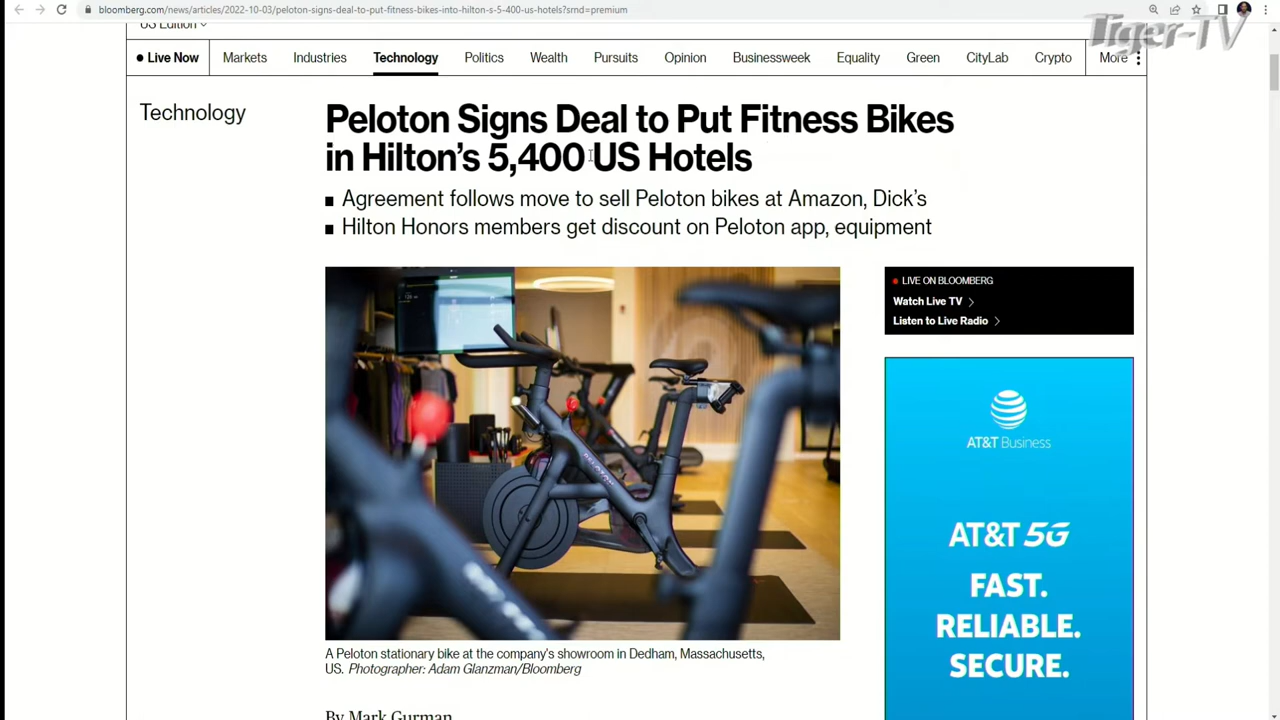 bloomberg.com/news/articles/2022-10-03/peloton-signs-deal-to-put-fitness-bikes-into-hilton-s-5-400-us-hotels?srnd=premium
Tiger-TV
US Edition
Live Now Markets Industries Technology Politics Wealth Pursuits Opinion Businessweek Equality Green CityLab Crypto More
Technology
Peloton Signs Deal to Put Fitness Bikes
in Hilton's 5,400 US Hotels
Agreement follows move to sell Peloton bikes at Amazon, Dick's
Hilton Honors members get discount on Peloton app, equipment
LIVE ON BLOOMBERG
Watch Live TV
Listen to Live Radio
PELOTON
AT&T Business
AT&T 5G
FAST.
RELIABLE.
SECURE.
A Peloton stationary bike at the company's showroom in Dedham, Massachusetts,
US. Photographer: Adam Glanzman/Bloomberg
By Mark Gurman